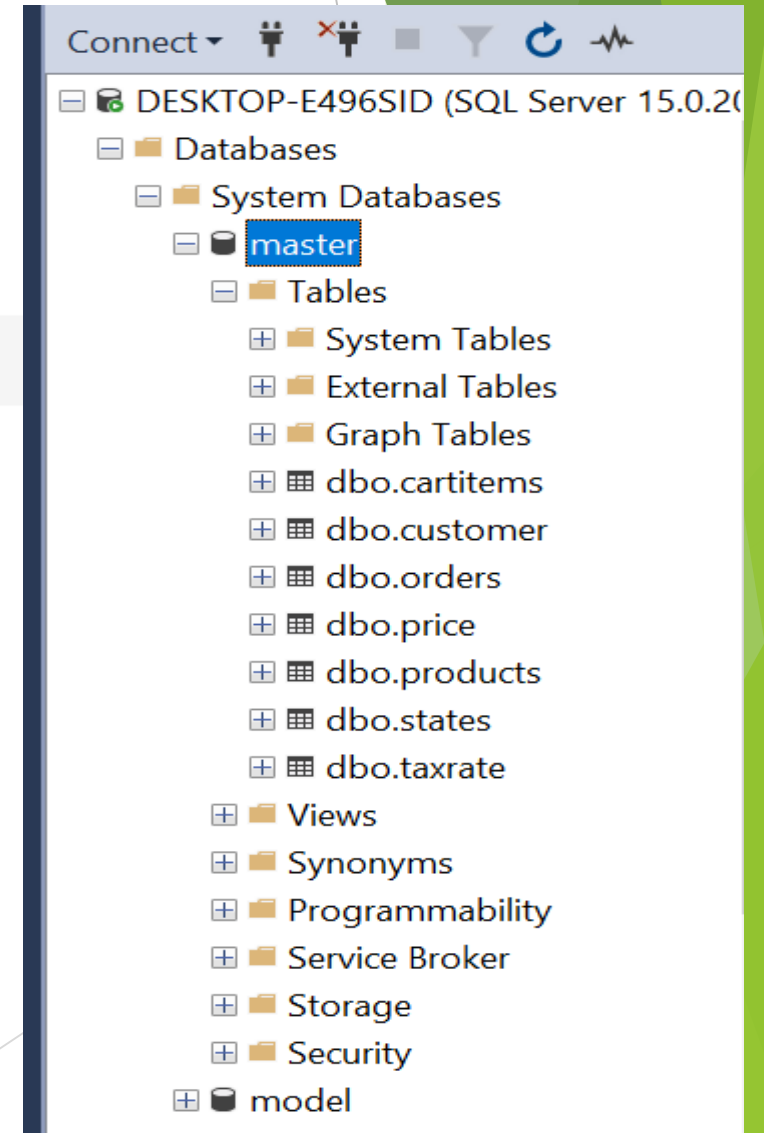 Connect
DESKTOP-E496SID (SQL Server 15.0.20
Databases
System Databases
master
Tables
System Tables
External Tables
Graph Tables
dbo.cartitems
dbo.customer
dbo.orders
dbo.price
dbo.products
dbo.states
dbo.taxrate
Views
Synonyms
Programmability
Service Broker
Storage
Security
model